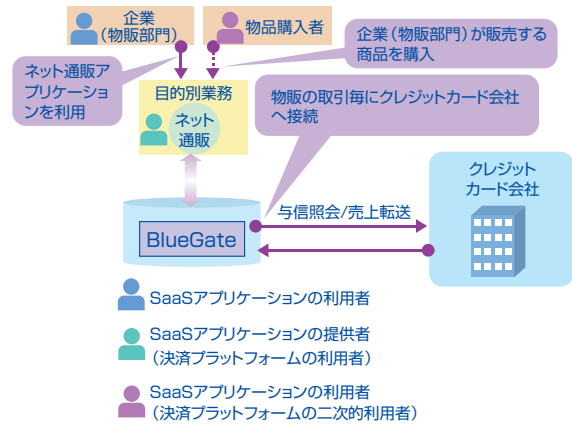 企業
(物販部門)
物品購入者
ネット通販ア
プリケーショ
ンを利用
企業(物販部門)が販売する
商品を購入
目的別業務
ネット
通販
物販の取引毎にクレジットカード会社
へ接続
クレジット
カード会社
与信照会/売上転送
BlueGate
SaaSアプリケーションの利用者
SaaSアプリケーションの提供者
(決済プラットフォームの利用者)
SaaSアプリケーションの利用者
(決済プラットフォームの二次的利用者)